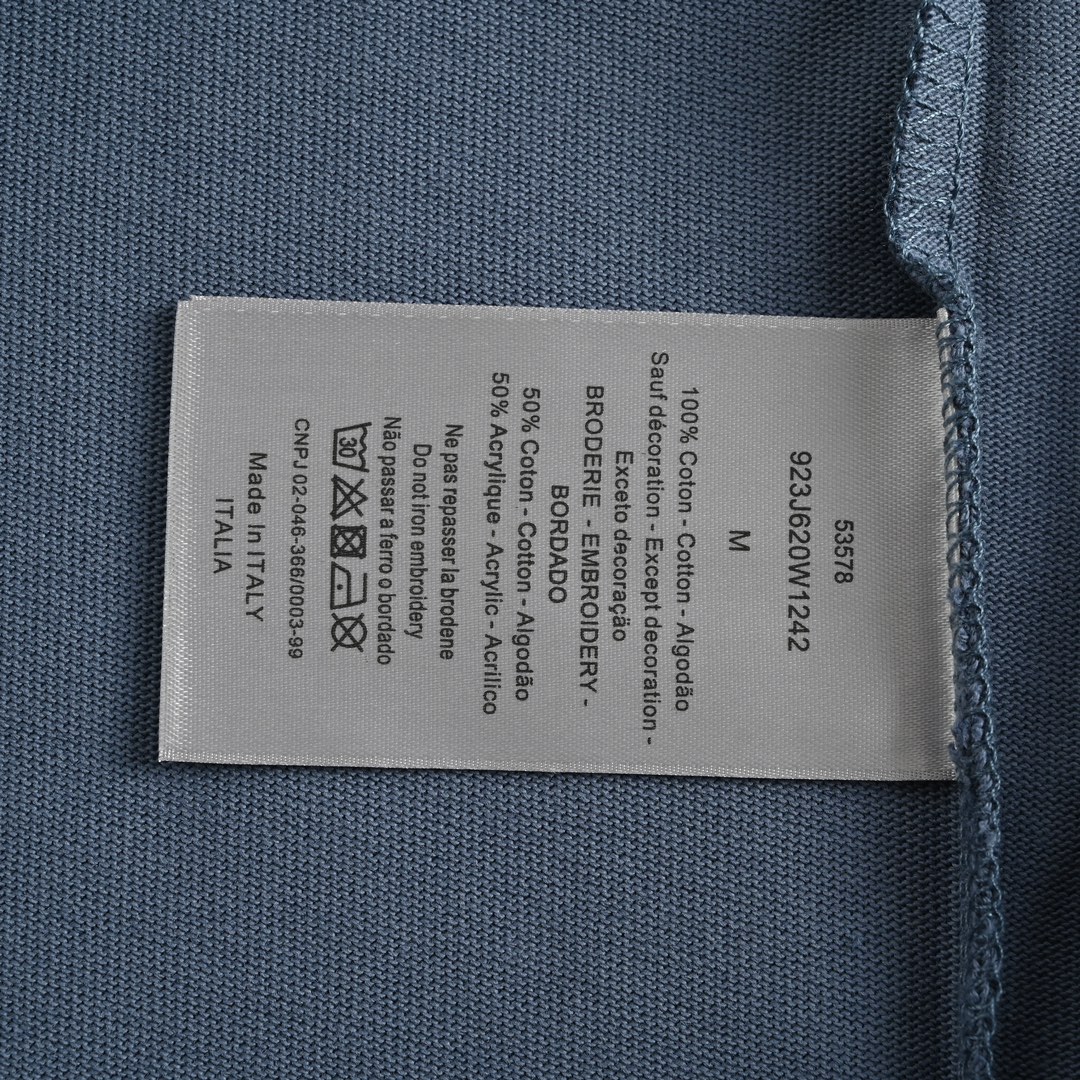 53578
923J620W1242
M
100% Coton - Cotton - Algodão
Sauf décoration - Except decoration -
Exceto decoração
BRODERIE - EMBROIDERY -
BORDADO
50% Coton - Cotton - Algodão
50% Acrylique - Acrylic - Acrilico
Ne pas repasser la brodene
Do not iron embroidery
Não passar a ferro o bordado
30
CNPJ 02-046-366/0003-99
Made In ITALY
ITALIA